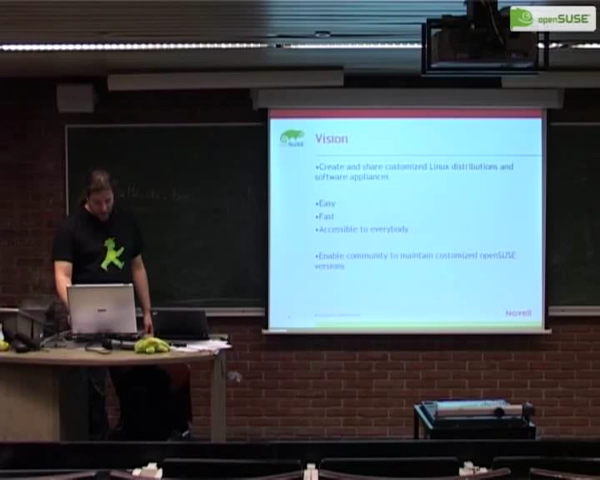 openSUSE
Vision
•Create and share customized Linux distributions and
software appliances
•Easy
•Fast
•Accessible to everybody
•Enable community to maintain customized openSUSE
versions
NOVELL